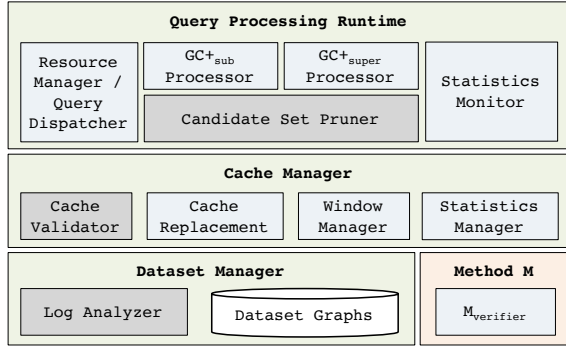 Query Processing Runtime
Resource
Manager /
Query
Dispatcher
GC+sub
Processor
GC+super
Processor
Candidate Set Pruner
Statistics
Monitor
Cache Manager
Cache
Validator
Cache
Replacement
Window
Manager
Statistics
Manager
Dataset Manager
Log Analyzer
Dataset Graphs
Method M
Mverifier